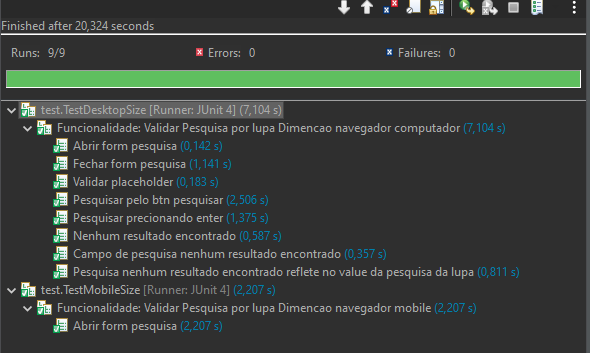 Finished after 20,324 seconds
Runs: 9/9 Errors: 0 Failures: 0
test.TestDesktopSize [Runner: JUnit 4] (7,104 s)
Funcionalidade: Validar Pesquisa por lupa Dimencao navegador computador (7,104 s)
Abrir form pesquisa (0,142 s)
Fechar form pesquisa (1,141 s)
Validar placeholder (0,183 s)
Pesquisar pelo btn pesquisar (2,506 s)
Pesquisar precionando enter (1,375 s)
Nenhum resultado encontrado (0,587 s)
Campo de pesquisa nenhum resultado encontrado (0,357 s)
Pesquisa nenhum resultado encontrado reflete no value da pesquisa da lupa (0,811 s)
test.TestMobileSize [Runner: JUnit 4] (2,207 s)
Funcionalidade: Validar Pesquisa por lupa Dimencao navegador mobile (2,207 s)
Abrir form pesquisa (2,207 s)